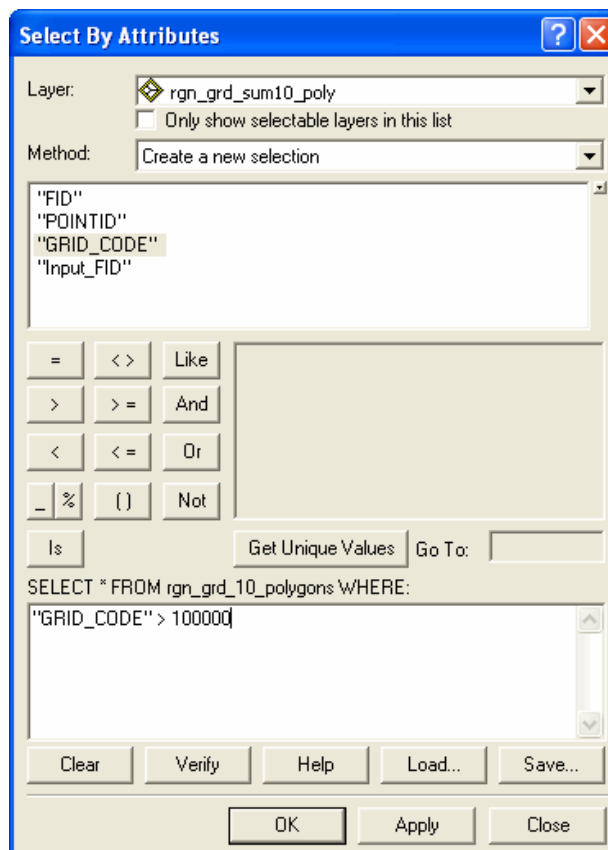 Select By Attributes
Layer: rgn_grd_sum10_poly
Only show selectable layers in this list
Method: Create a new selection
"FID"
"POINTID"
"GRID_CODE"
"Input_FID"
= < > Like
> > = And
< < = Or
_ % ( ) Not
Is Get Unique Values Go To:
SELECT * FROM rgn_grd_10_polygons WHERE:
"GRID_CODE" > 100000
Clear Verify Help Load... Save...
OK Apply Close